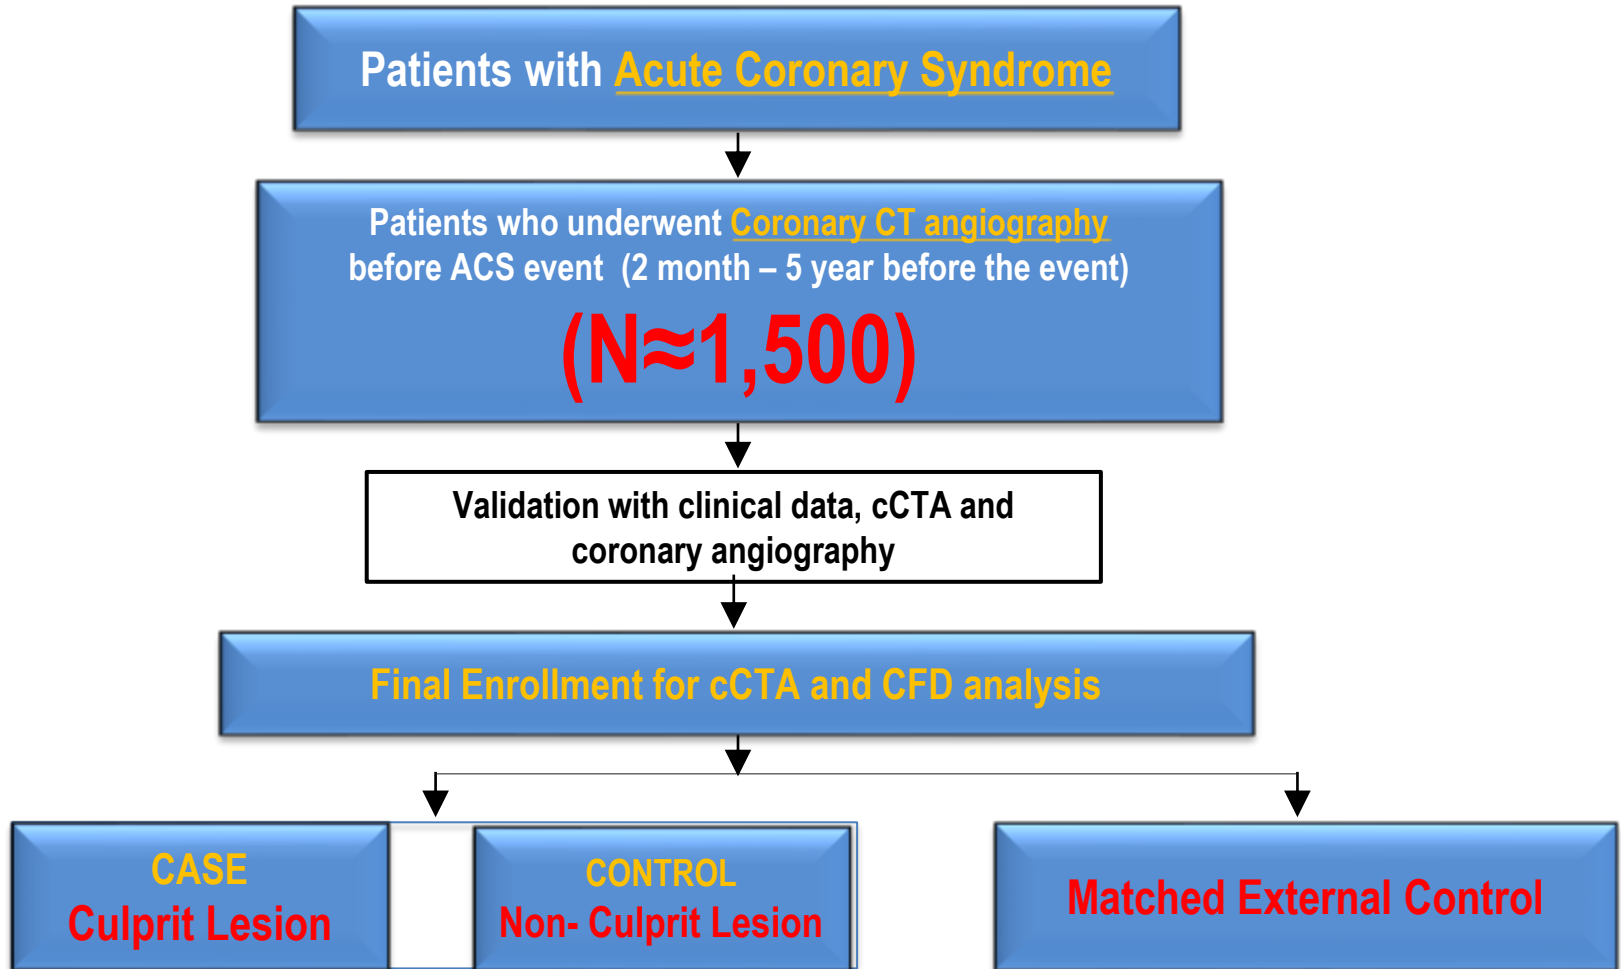 Patients with Acute Coronary Syndrome
Patients who underwent Coronary CT angiography
before ACS event (2 month – 5 year before the event)
(N≈1,500)
Validation with clinical data, cCTA and
coronary angiography
Final Enrollment for cCTA and CFD analysis
CASE
Culprit Lesion
CONTROL
Non- Culprit Lesion
Matched External Control